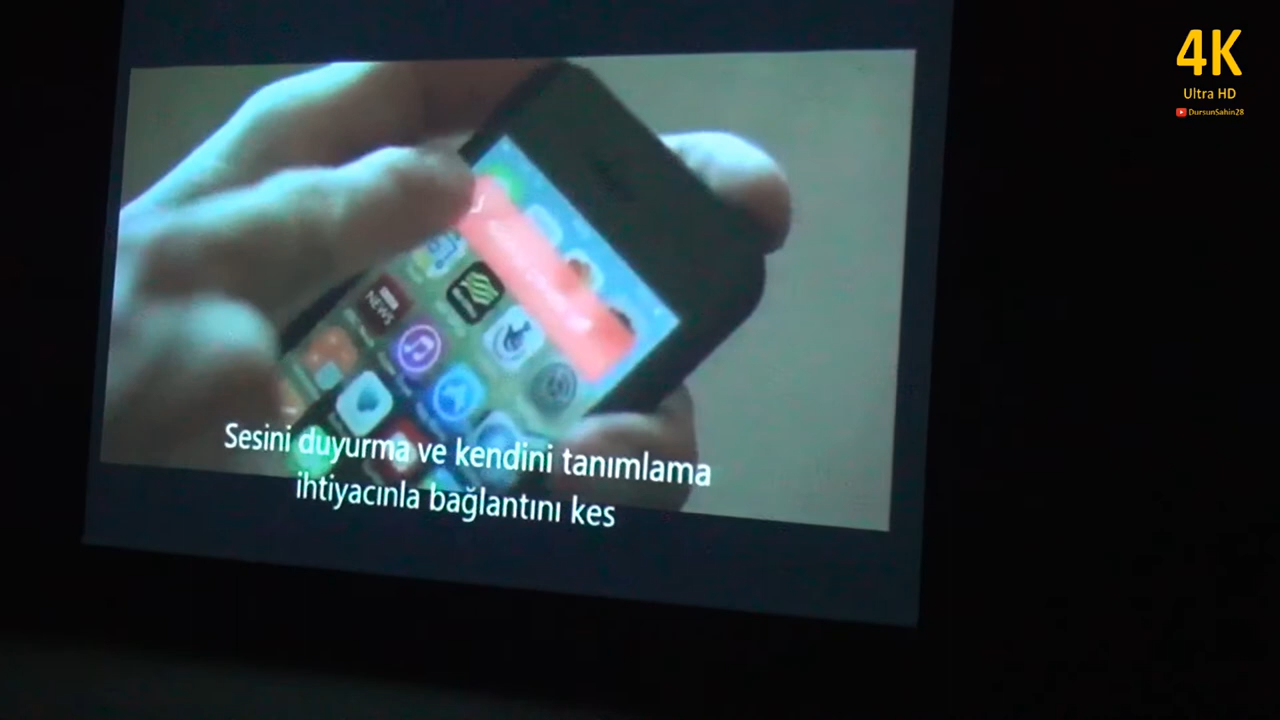 4K
Ultra HD
DursunSahin28
NEWS
Sesini duyurma ve kendini tanımlama
ihtiyacınla bağlantını kes